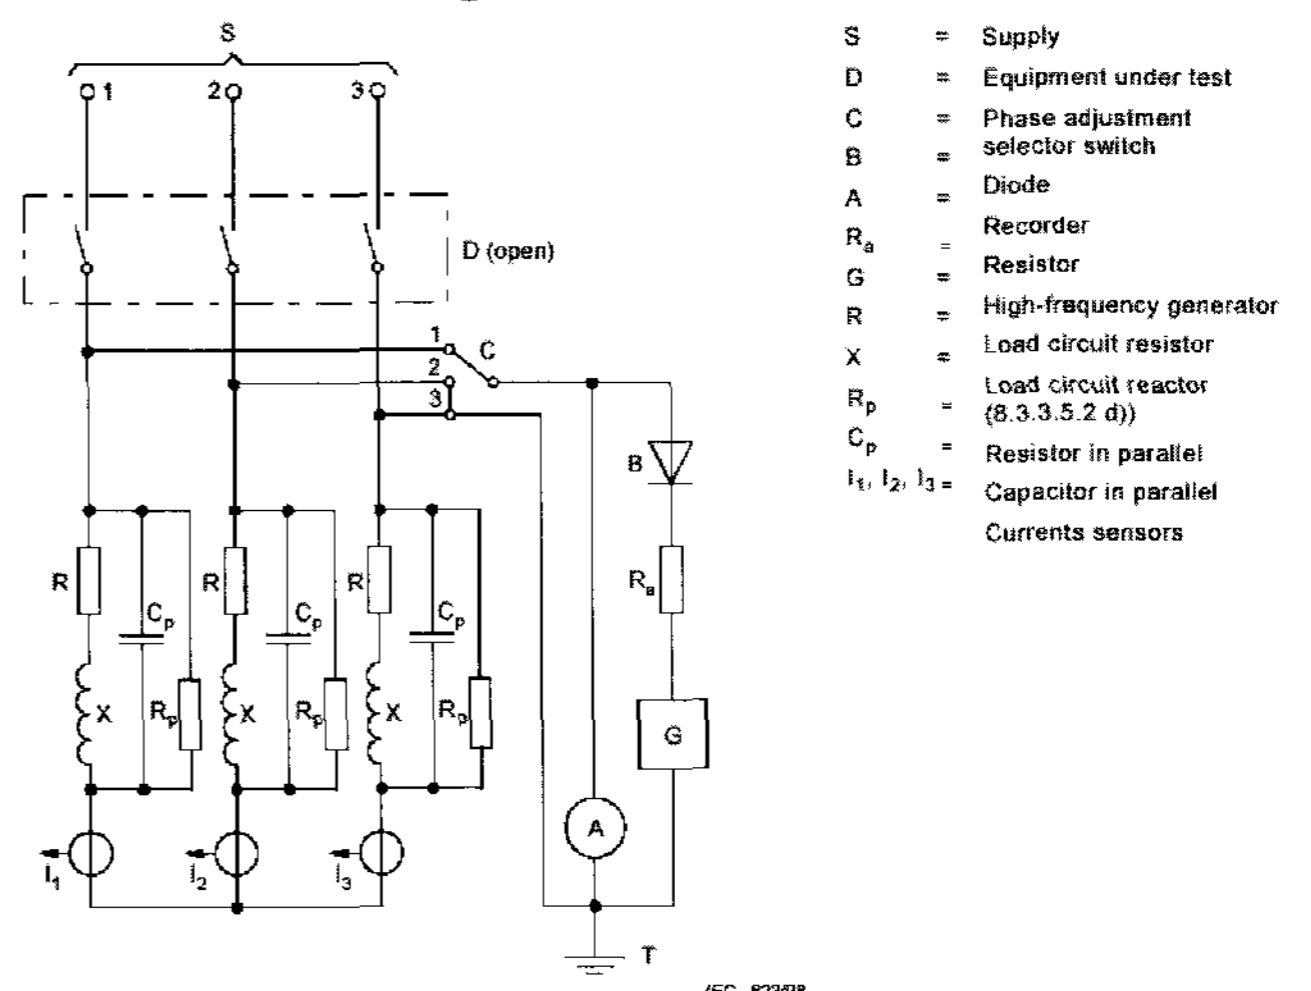 S
1 2 3
D (open)
1
C
2
3
B
R R R
Cp Cp Cp
Ra
X X X
Rp Rp Rp
G
A
I1 I2 I3
T
S = Supply
D = Equipment under test
C = Phase adjustment
selector switch
B =
Diode
A =
Recorder
Ra =
Resistor
G =
High-frequency generator
R =
Load circuit resistor
X =
Load circuit reactor
(8.3.3.5.2 d))
Rp =
Resistor in parallel
Cp =
Capacitor in parallel
I1, I2, I3 =
Currents sensors